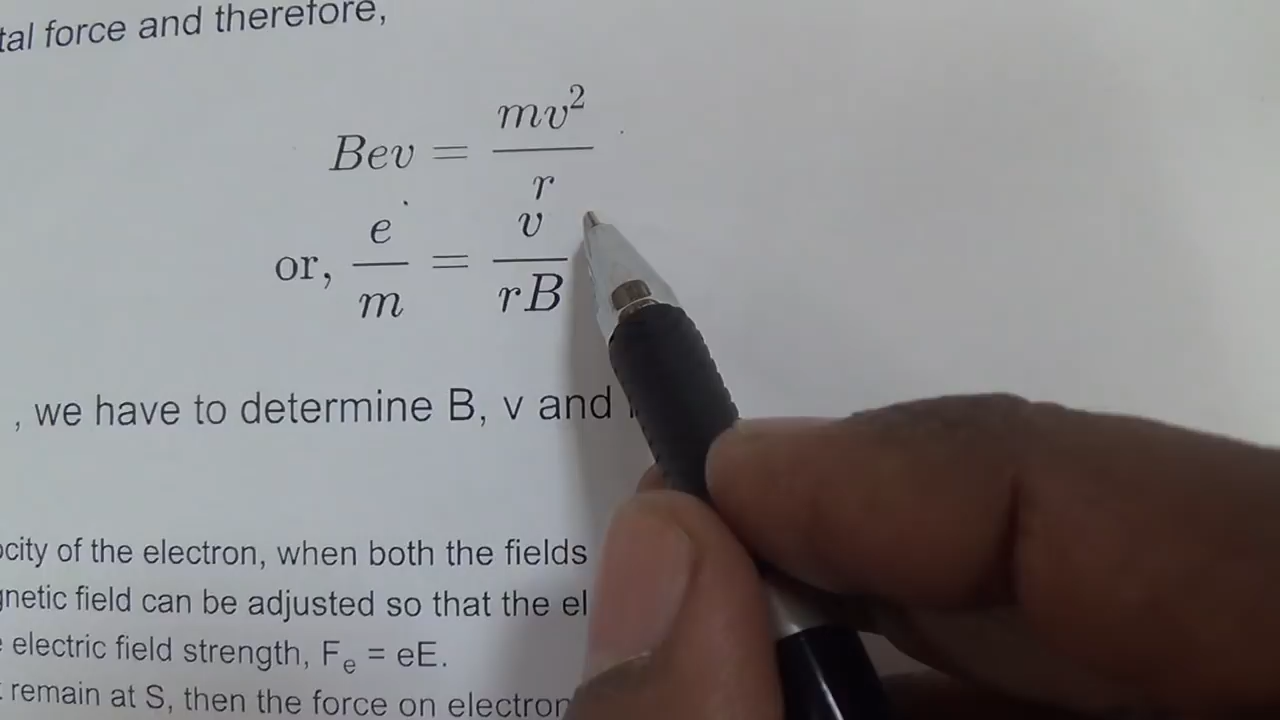 tal force and therefore,
Bev = mv²/r
or, e/m = v/rB
, we have to determine B, v and
ocity of the electron, when both the fields
gnetic field can be adjusted so that the el
electric field strength, Fₑ = eE.
remain at S, then the force on electron